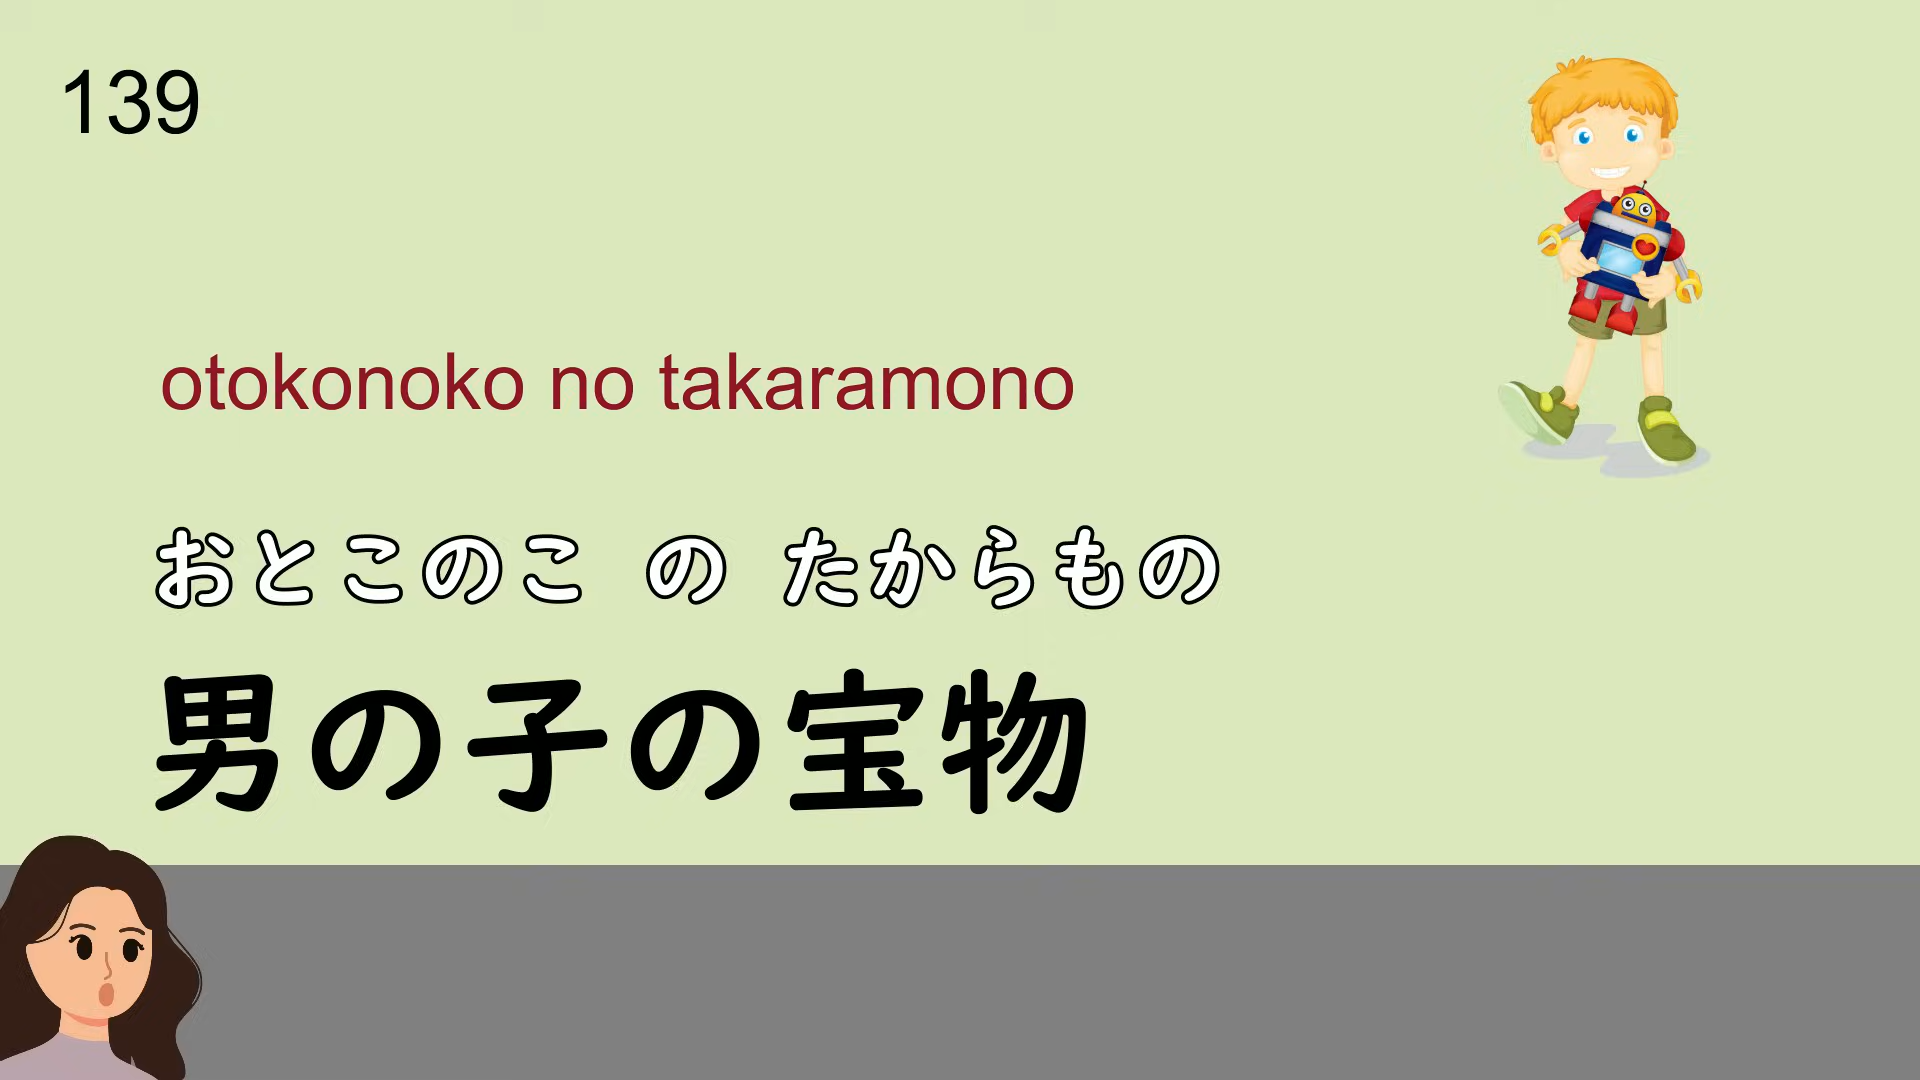 139
otokonoko no takaramono
おとこのこ の たからもの
男の子の宝物